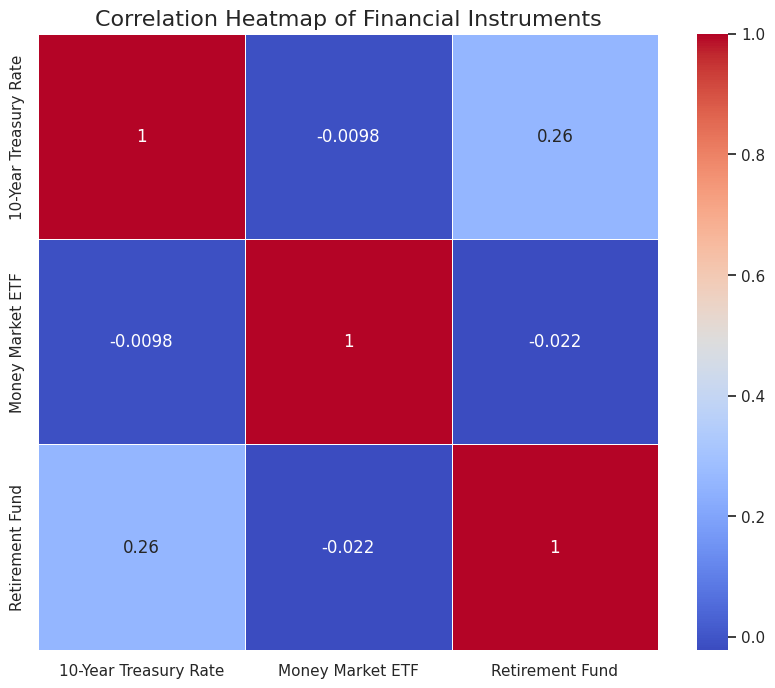 Correlation Heatmap of Financial Instruments
10-Year Treasury Rate
1
-0.0098
0.26
Money Market ETF
-0.0098
1
-0.022
Retirement Fund
0.26
-0.022
1
10-Year Treasury Rate
Money Market ETF
Retirement Fund
1.0
0.8
0.6
0.4
0.2
0.0